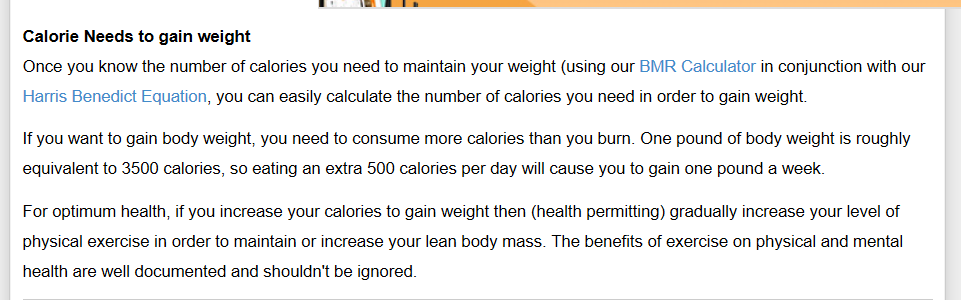 Calorie Needs to gain weight
Once you know the number of calories you need to maintain your weight (using our BMR Calculator in conjunction with our
Harris Benedict Equation, you can easily calculate the number of calories you need in order to gain weight.
If you want to gain body weight, you need to consume more calories than you burn. One pound of body weight is roughly
equivalent to 3500 calories, so eating an extra 500 calories per day will cause you to gain one pound a week.
For optimum health, if you increase your calories to gain weight then (health permitting) gradually increase your level of
physical exercise in order to maintain or increase your lean body mass. The benefits of exercise on physical and mental
health are well documented and shouldn't be ignored.